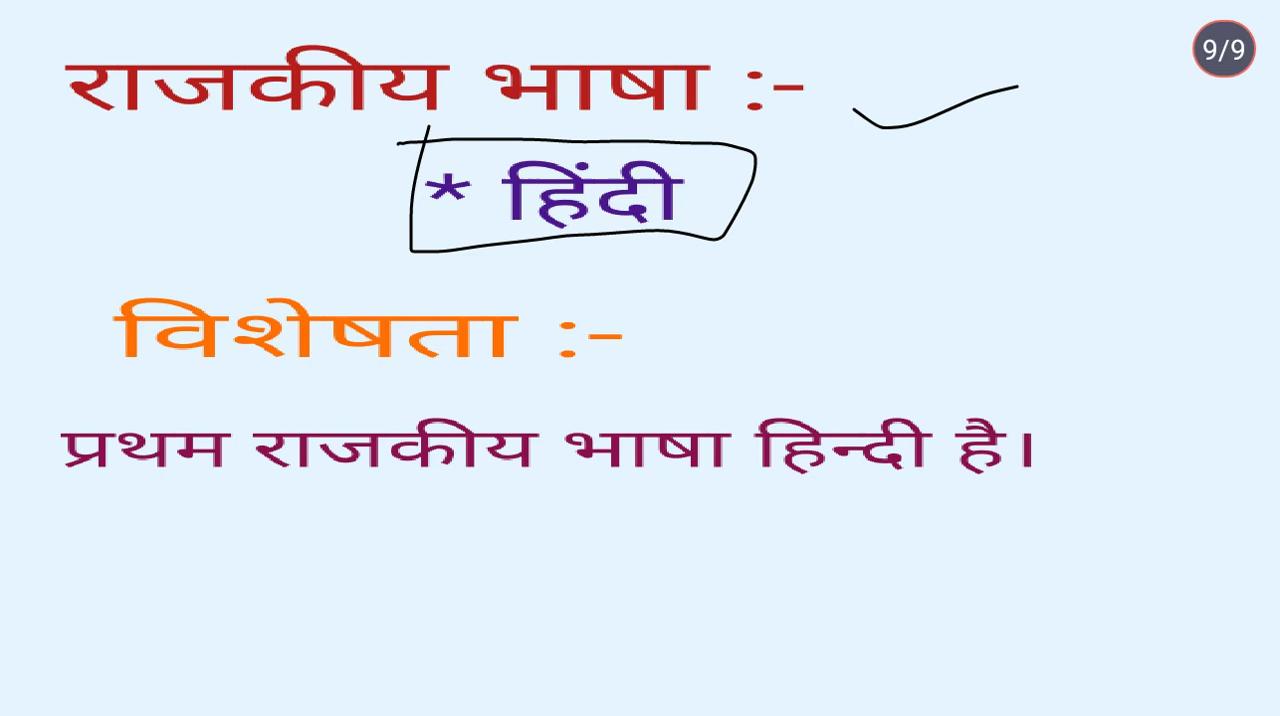 9/9
राजकीय भाषा :-
* हिंदी
विशेषता :-
प्रथम राजकीय भाषा हिन्दी है।